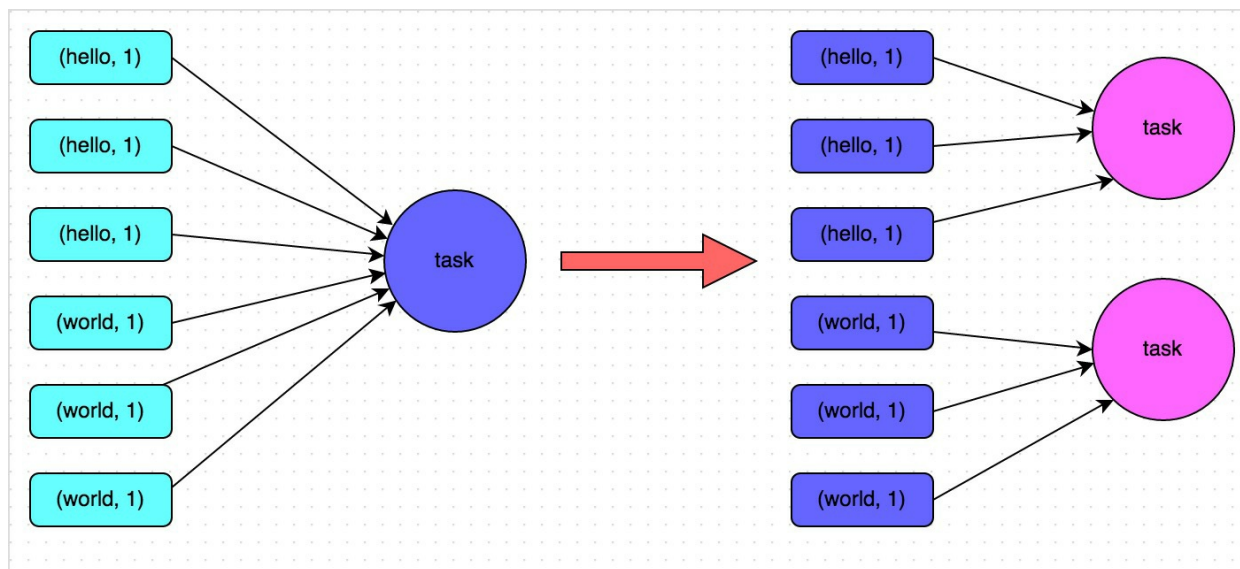 (hello, 1)
(hello, 1)
(hello, 1)
(world, 1)
(world, 1)
(world, 1)
task
(hello, 1)
(hello, 1)
(hello, 1)
(world, 1)
(world, 1)
(world, 1)
task
task